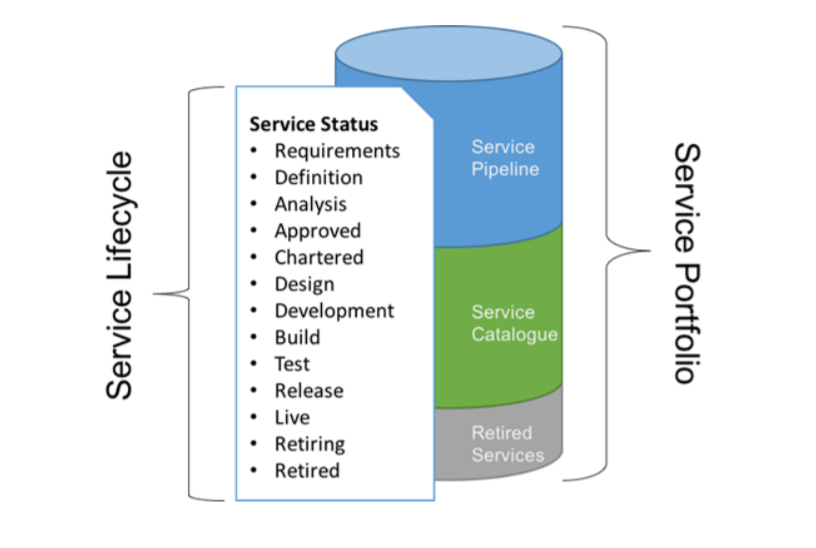 Service Lifecycle
Service Status
• Requirements
• Definition
• Analysis
• Approved
• Chartered
• Design
• Development
• Build
• Test
• Release
• Live
• Retiring
• Retired
Service
Pipeline
Service
Catalogue
Retired
Services
Service Portfolio